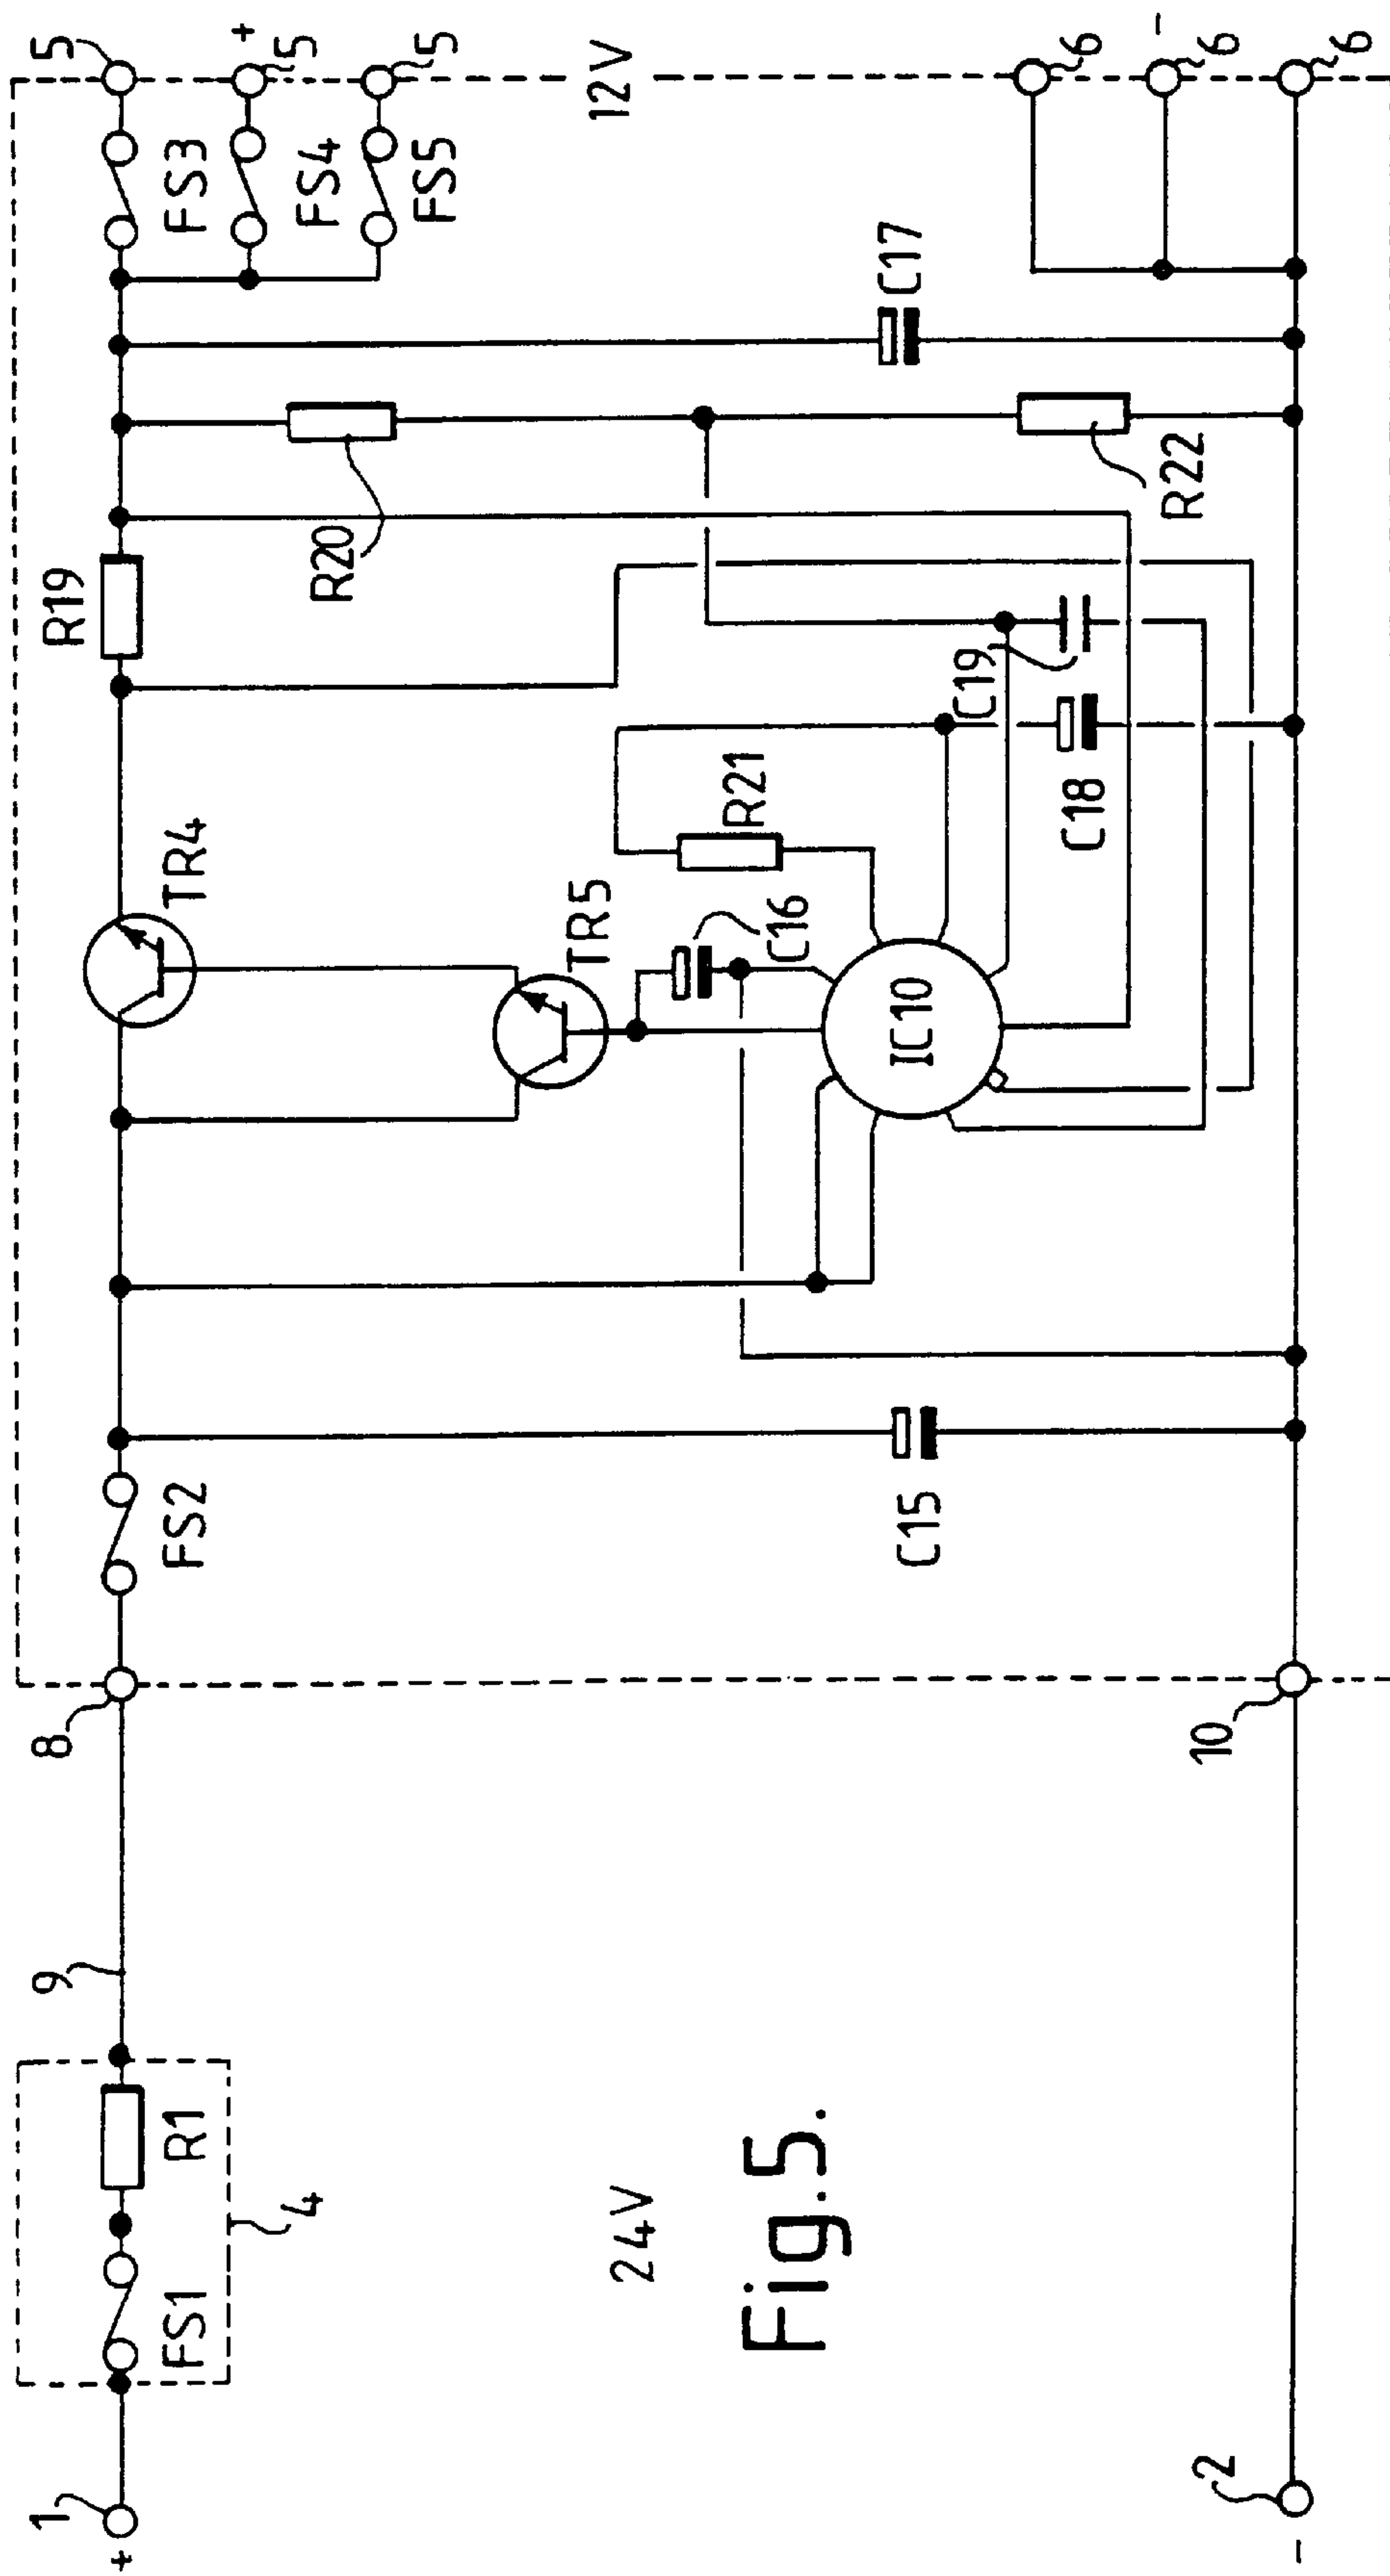 1
+
FS1
R1
4
9
8
FS2
TR4
R19
FS3
5
+
5
FS4
5
FS5
12V
R20
TR5
C16
R21
C17
IC10
C19
C18
R22
C15
24V
Fig.5.
10
2
-
6
-
6
6